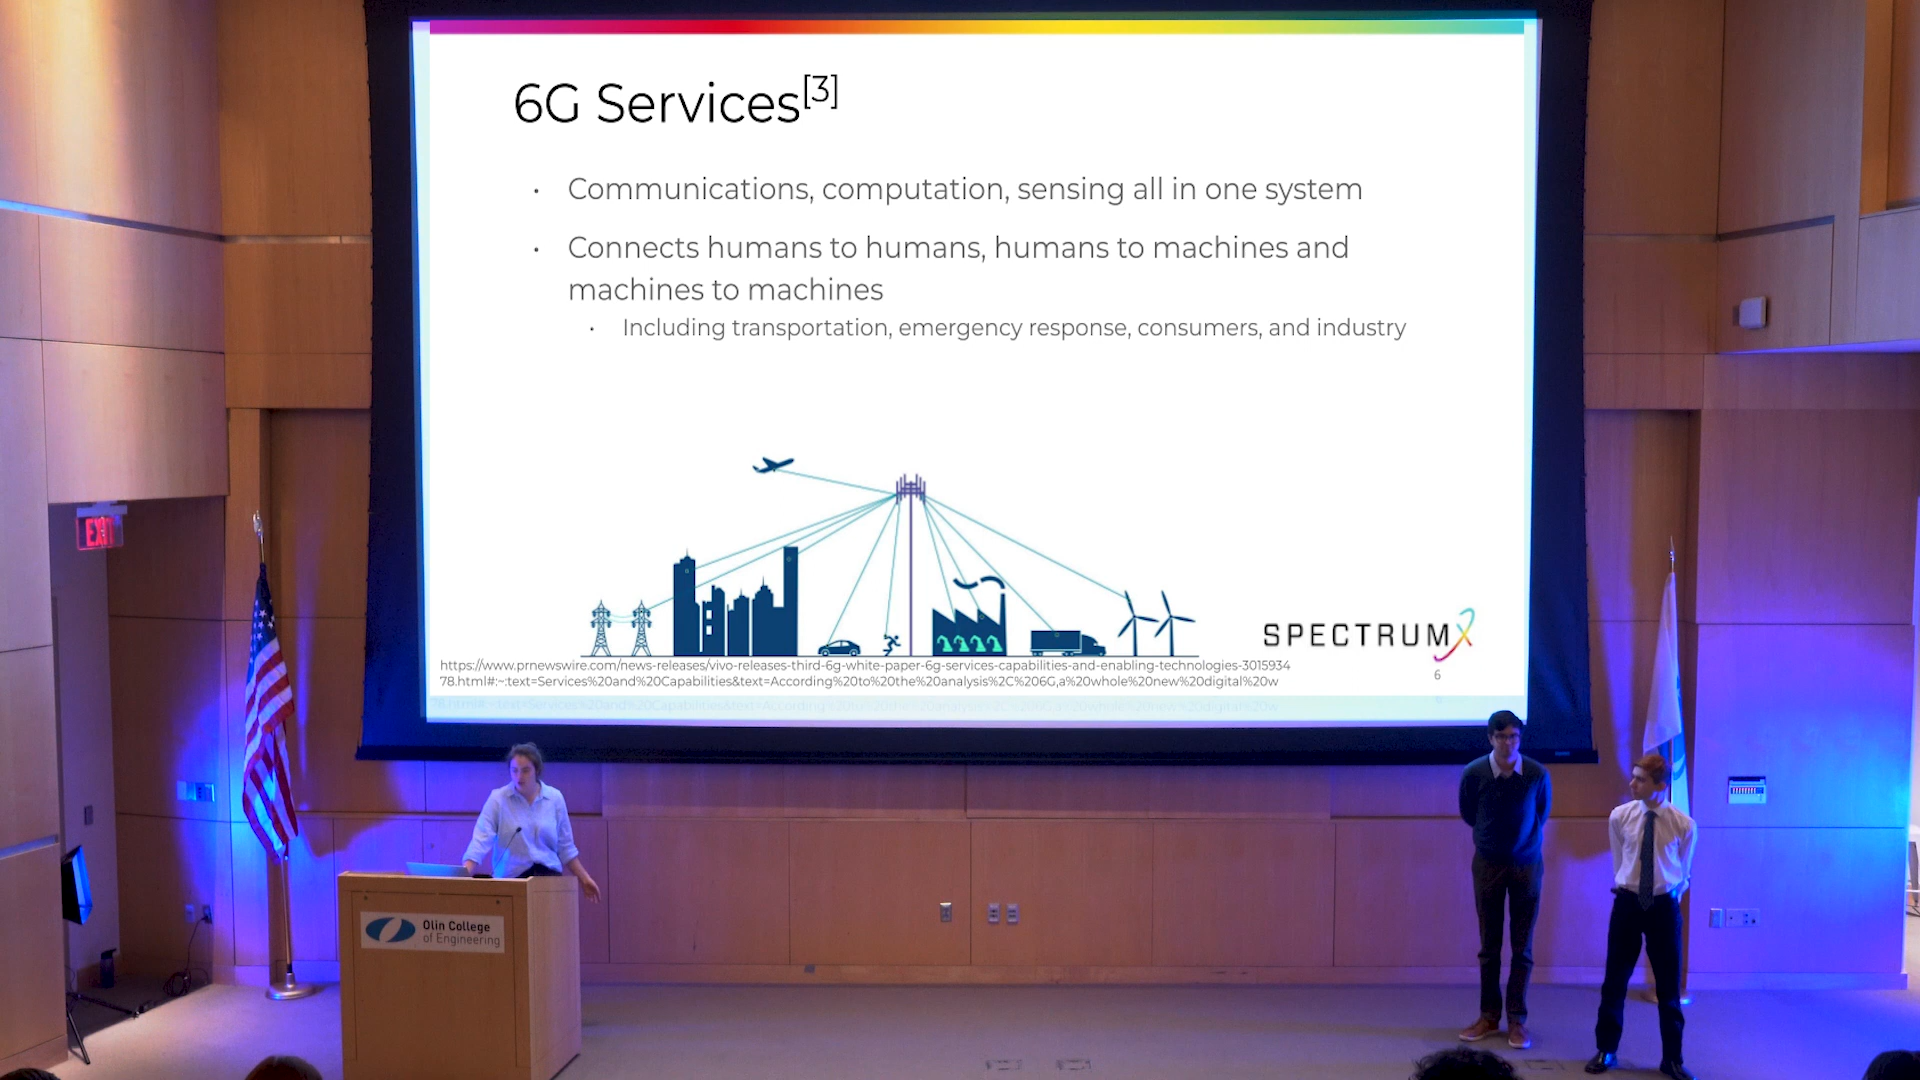 6G Services[3]
· Communications, computation, sensing all in one system
· Connects humans to humans, humans to machines and
machines to machines
· Including transportation, emergency response, consumers, and industry
SPECTRUMX
https://www.prnewswire.com/news-releases/vivo-releases-third-6g-white-paper-6g-services-capabilities-and-enabling-technologies-3015934
78.html#:~:text=Services%20and%20Capabilities&text=According%20to%20the%20analysis%2C%206G,a%20whole%20new%20digital%20w
6
EXIT
Olin College
of Engineering